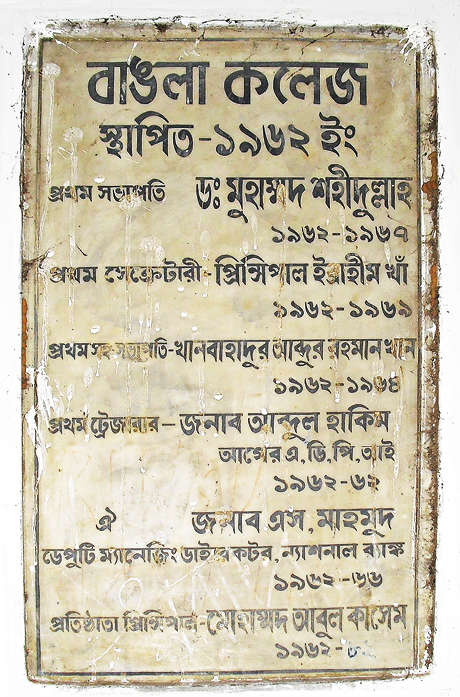 বাঙলা কলেজ
স্থাপিত-১৯৬২ ইং
প্রথম সভাপতি ডঃ মুহাম্মদ শহীদুল্লাহ
১৯৬২-১৯৬৭
প্রথম সেক্রেটারী-প্রিন্সিপাল ইব্রাহীম খাঁ
১৯৬২-১৯৬৯
প্রথম সহ সভাপতি-খানবাহাদুর আব্দুর রহমান খান
১৯৬২-১৯৬৪
প্রথম ট্রেজারার- জনাব আব্দুল হাকিম
আগের এ, ডি, পি, আই
১৯৬২-৬২
ঐ জনাব এস, মাহমুদ
ডেপুটি ম্যানেজিং ডাইরেকটর, ন্যাশনাল ব্যাঙ্ক
১৯৬২-৬৬
প্রতিষ্ঠাতা প্রিন্সিপাল-মোহাম্মদ আবুল কাসেম